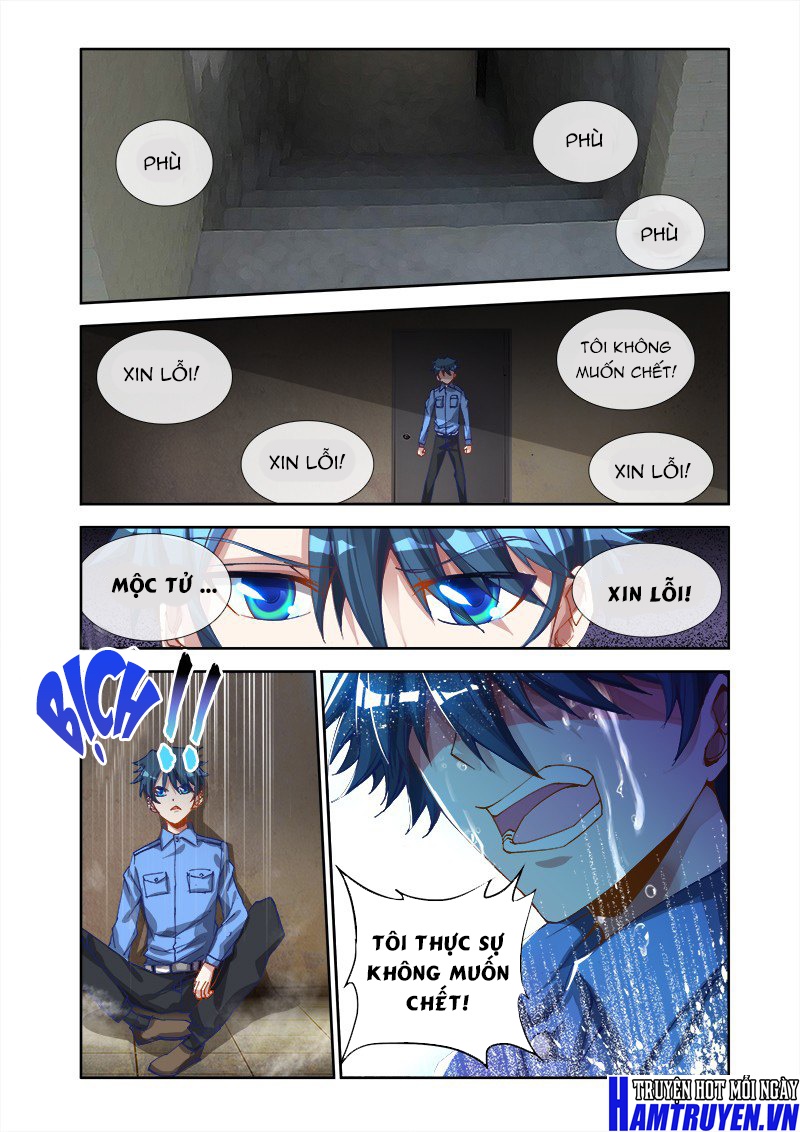 PHÙ
PHÙ
PHÙ
XIN LỖI!
TÔI KHÔNG
MUỐN CHẾT!
XIN LỖI!
XIN LỖI!
MỘC TỬ ...
XIN LỖI!
BỊCH!!
TÔI THỰC SỰ
KHÔNG MUỐN
CHẾT!
TRUYỆN HOT MỖI NGÀY
HAMTRUYEN.VN